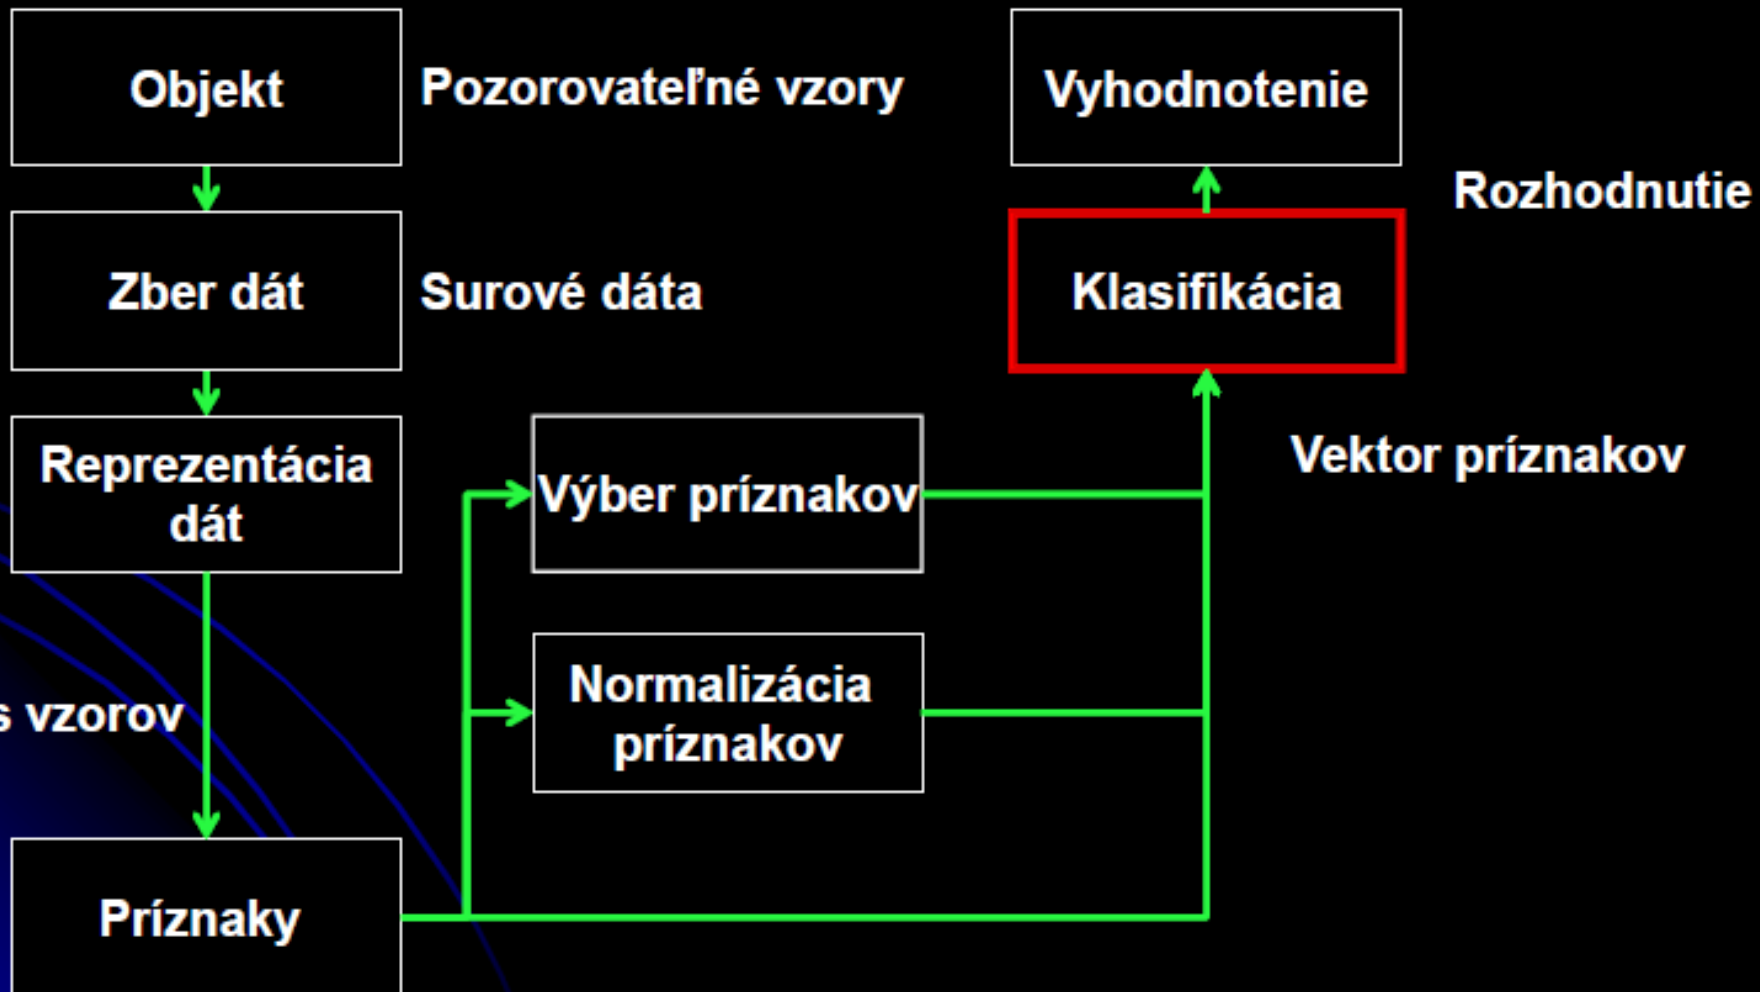 Objekt
Pozorovateľné vzory
Vyhodnotenie
Rozhodnutie
Zber dát
Surové dáta
Klasifikácia
Reprezentácia
dát
Výber príznakov
Vektor príznakov
Normalizácia
príznakov
s vzorov
Príznaky